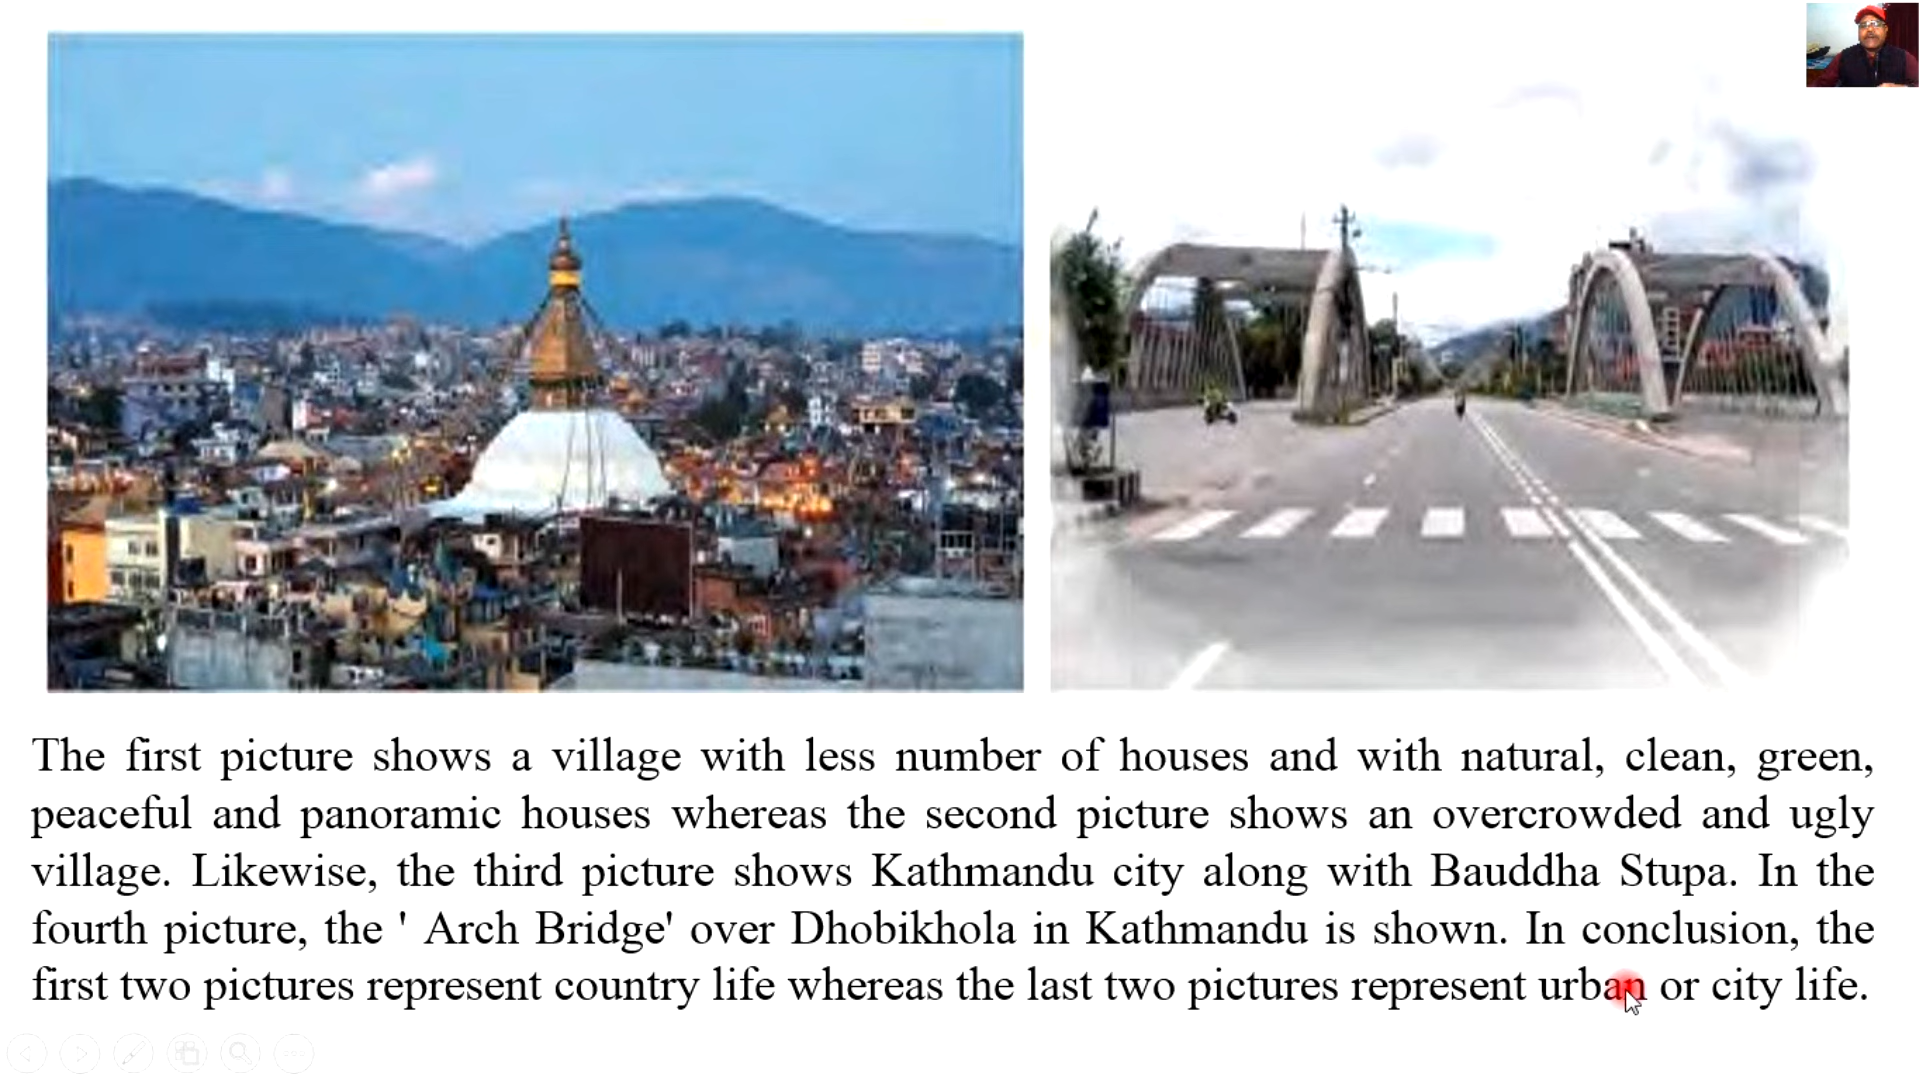 The first picture shows a village with less number of houses and with natural, clean, green,
peaceful and panoramic houses whereas the second picture shows an overcrowded and ugly
village. Likewise, the third picture shows Kathmandu city along with Bauddha Stupa. In the
fourth picture, the ' Arch Bridge' over Dhobikhola in Kathmandu is shown. In conclusion, the
first two pictures represent country life whereas the last two pictures represent urban or city life.